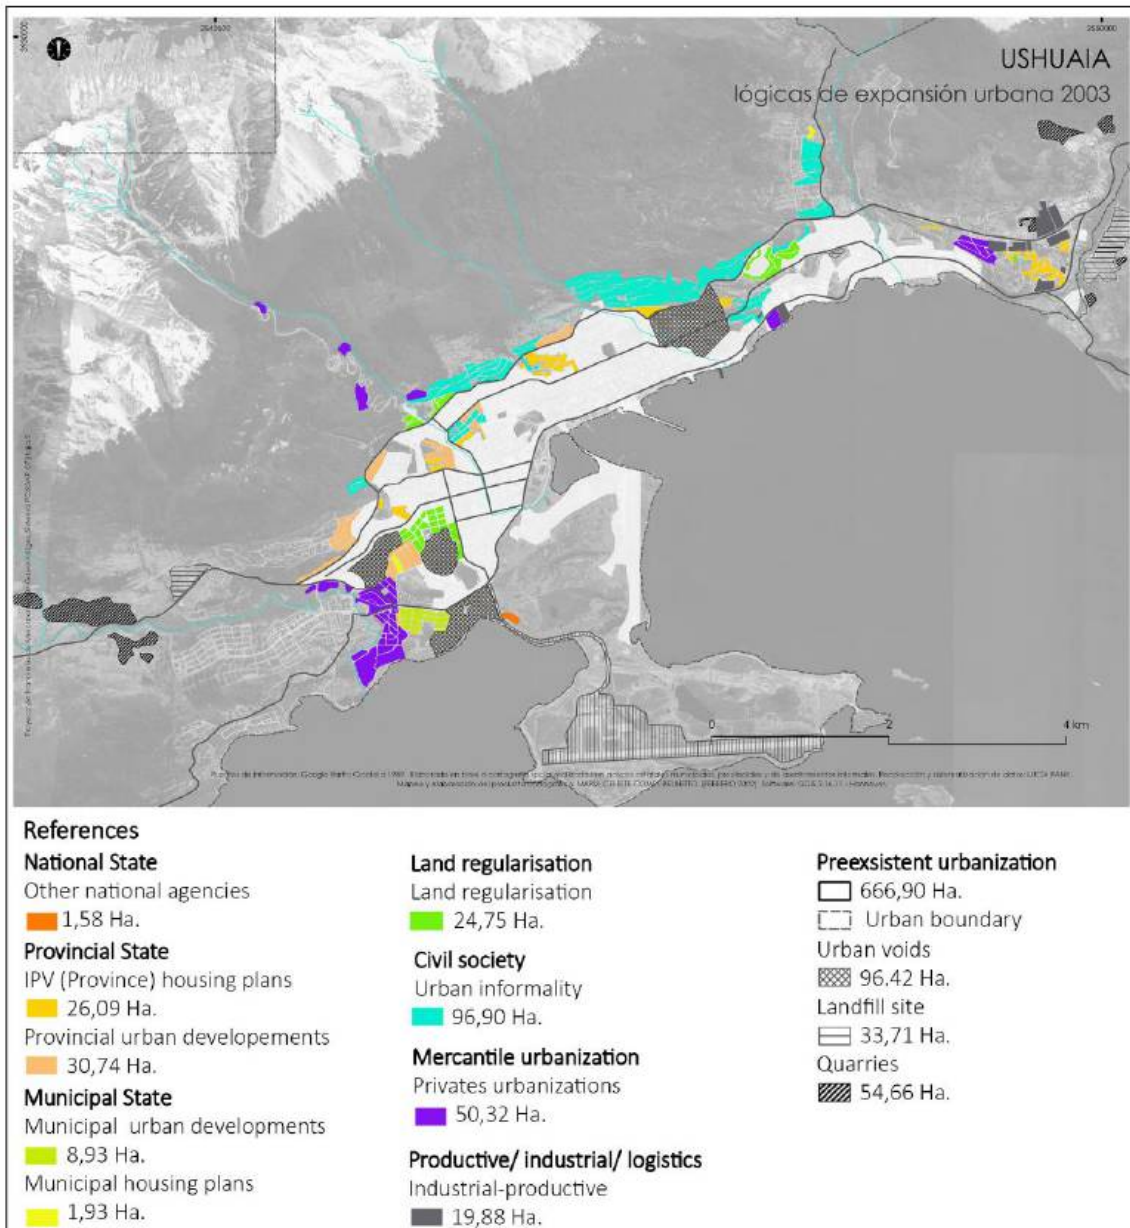 2542500
2550000
USHUAIA
lógicas de expansión urbana 2003
0
2
4 km
References
National State
Other national agencies
1,58 Ha.
Provincial State
IPV (Province) housing plans
26,09 Ha.
Provincial urban developements
30,74 Ha.
Municipal State
Municipal urban developments
8,93 Ha.
Municipal housing plans
1,93 Ha.
Land regularisation
Land regularisation
24,75 Ha.
Civil society
Urban informality
96,90 Ha.
Mercantile urbanization
Privates urbanizations
50,32 Ha.
Productive/ industrial/ logistics
Industrial-productive
19,88 Ha.
Preexsistent urbanization
666,90 Ha.
Urban boundary
Urban voids
96.42 Ha.
Landfill site
33,71 Ha.
Quarries
54,66 Ha.